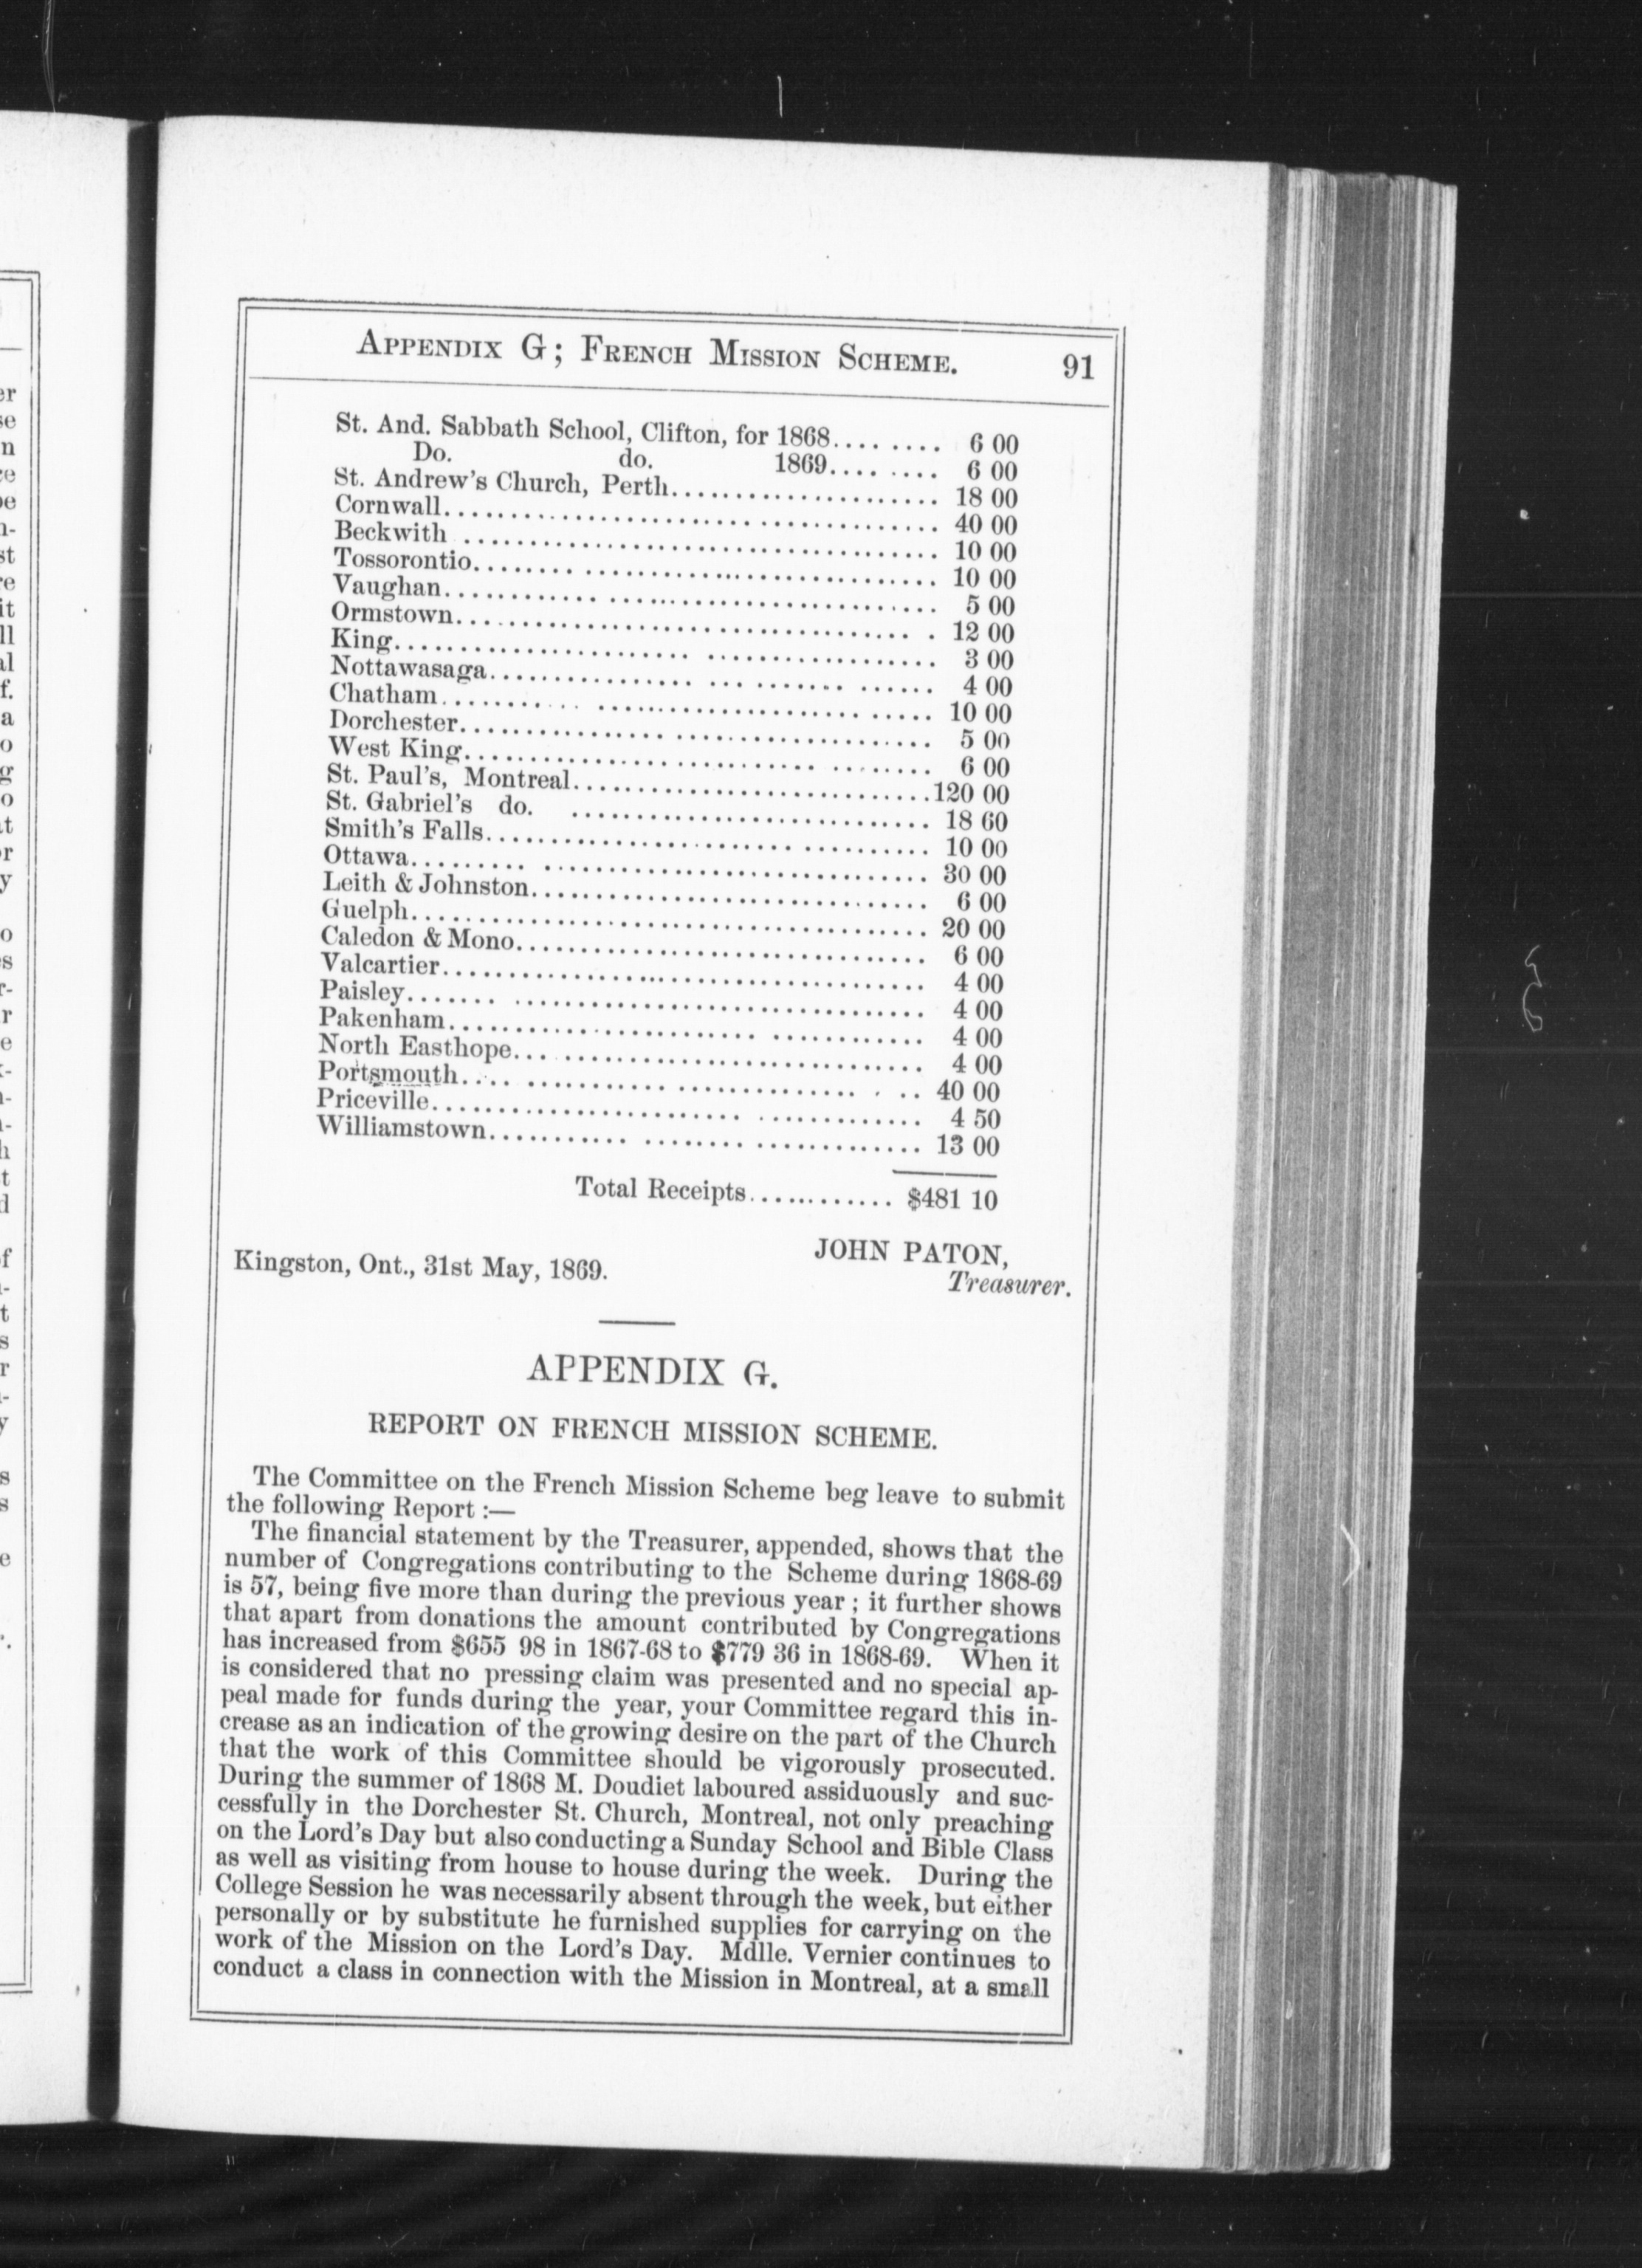 APPENDIX G; FRENCH MISSION SCHEME. 91
St. And. Sabbath School, Clifton, for 1868........ 6 00
Do. do. 1869........ 6 00
St. Andrew's Church, Perth.................... 18 00
Cornwall.................................... 40 00
Beckwith .................................... 10 00
Tossorontio.................................. 10 00
Vaughan.................................... 5 00
Ormstown.................................... 12 00
King........................................ 3 00
Nottawasaga................................ 4 00
Chatham.................................... 10 00
Dorchester.................................. 5 00
West King.................................. 6 00
St. Paul's, Montreal...........................120 00
St. Gabriel's do. ........................... 18 60
Smith's Falls................................ 10 00
Ottawa...................................... 30 00
Leith & Johnston.............................. 6 00
Guelph...................................... 20 00
Caledon & Mono.............................. 6 00
Valcartier.................................... 4 00
Paisley...................................... 4 00
Pakenham.................................. 4 00
North Easthope.............................. 4 00
Portsmouth.................................. 40 00
Priceville.................................... 4 50
Williamstown................................ 13 00
Total Receipts............ $481 10
JOHN PATON,
Kingston, Ont., 31st May, 1869.
Treasurer.
APPENDIX G.
REPORT ON FRENCH MISSION SCHEME.
The Committee on the French Mission Scheme beg leave to submit
the following Report :—
The financial statement by the Treasurer, appended, shows that the
number of Congregations contributing to the Scheme during 1868-69
is 57, being five more than during the previous year ; it further shows
that apart from donations the amount contributed by Congregations
has increased from $655 98 in 1867-68 to $779 36 in 1868-69. When it
is considered that no pressing claim was presented and no special ap-
peal made for funds during the year, your Committee regard this in-
crease as an indication of the growing desire on the part of the Church
that the work of this Committee should be vigorously prosecuted.
During the summer of 1868 M. Doudiet laboured assiduously and suc-
cessfully in the Dorchester St. Church, Montreal, not only preaching
on the Lord's Day but also conducting a Sunday School and Bible Class
as well as visiting from house to house during the week. During the
College Session he was necessarily absent through the week, but either
personally or by substitute he furnished supplies for carrying on the
work of the Mission on the Lord's Day. Mdlle. Vernier continues to
conduct a class in connection with the Mission in Montreal, at a small